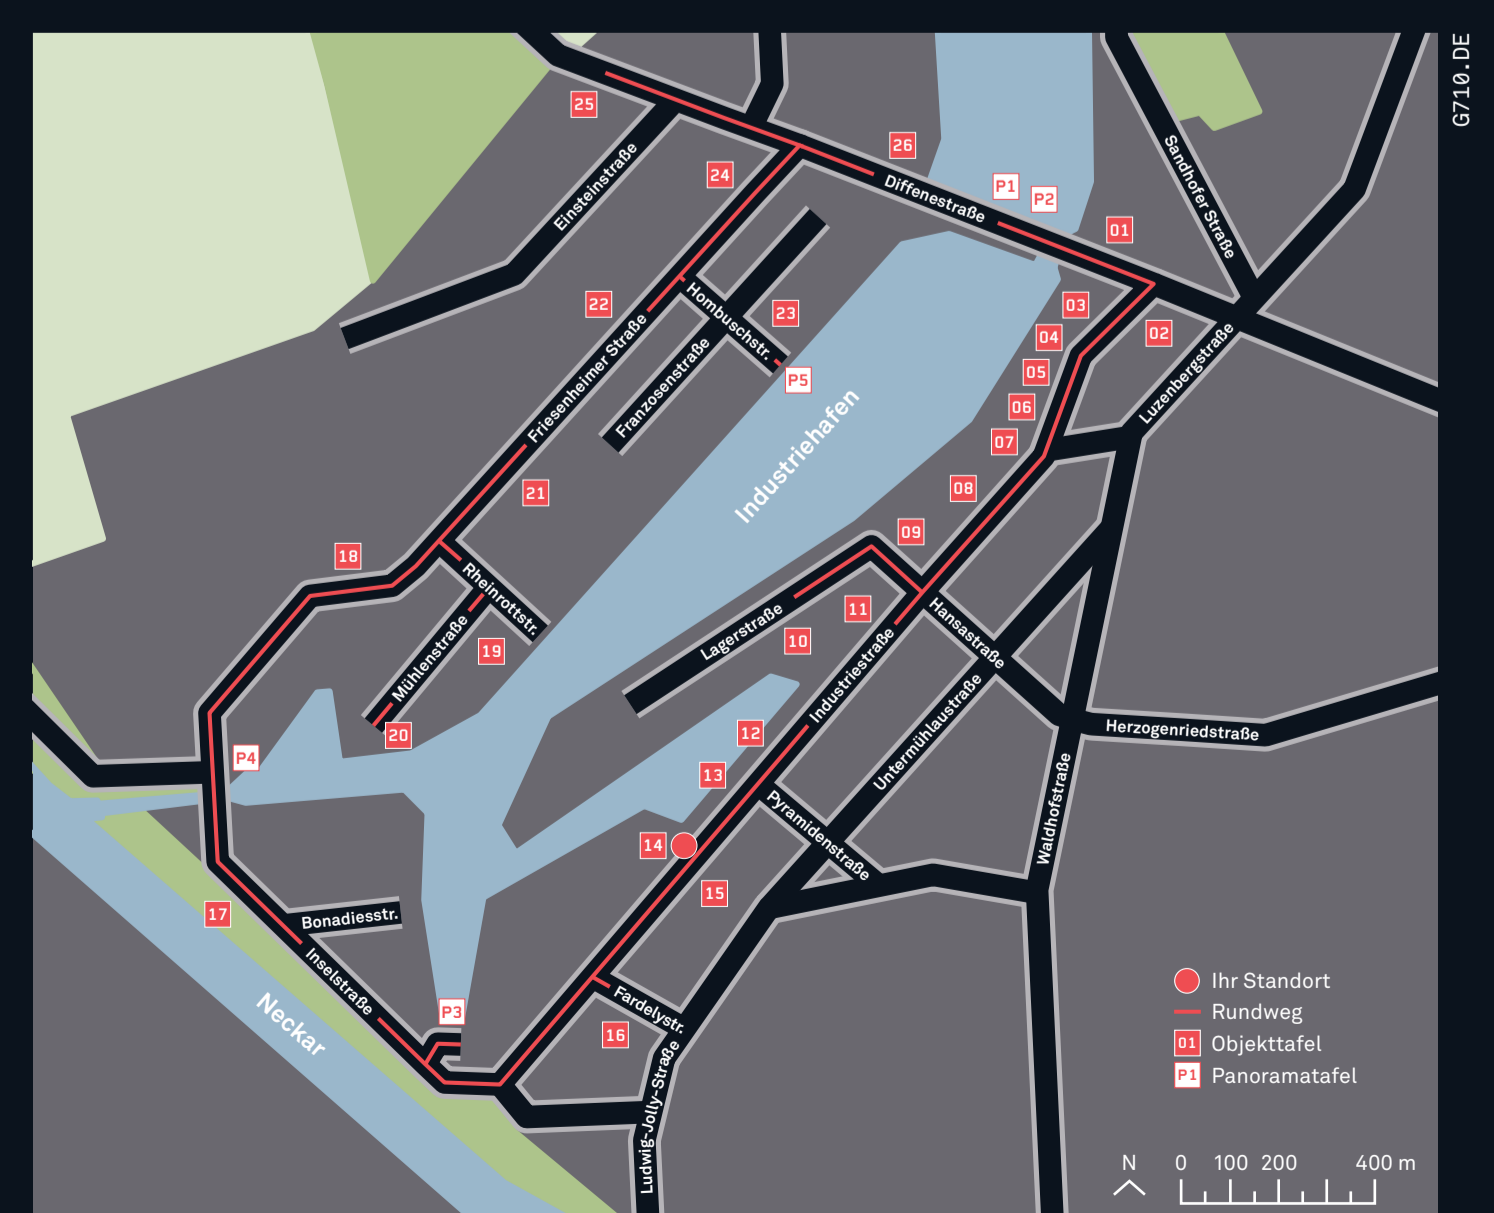 G710.DE
25
26
24
Einsteinstraße
Sandhofer Straße
Diffenestraße
P1
P2
01
22
Hombuschstr.
23
03
02
04
05
06
07
P5
Luzenbergstraße
Friesenheimer Straße
Franzosenstraße
Industriehafen
21
08
09
18
Rheinrottstr.
Mühlenstraße
19
20
Lagerstraße
11
10
Hansastraße
Industriestraße
Untermühlaustraße
Herzogenriedstraße
12
13
P4
Pyramidenstraße
Waldhofstraße
14
15
17
Bonadiesstr.
Inselstraße
Neckar
P3
Fardelystr.
16
Ludwig-Jolly-Straße
Ihr Standort
Rundweg
01 Objekttafel
P1 Panoramatafel
N
0 100 200 400 m